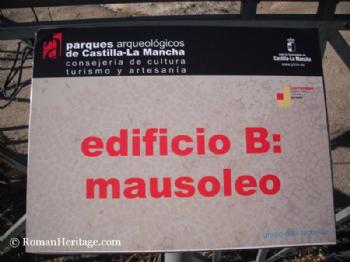 parques arqueológicos
de Castilla-La Mancha
consejería de cultura
turismo y artesanía
Castilla-La Mancha
edificio B:
mausoleo
© RomanHeritage.com